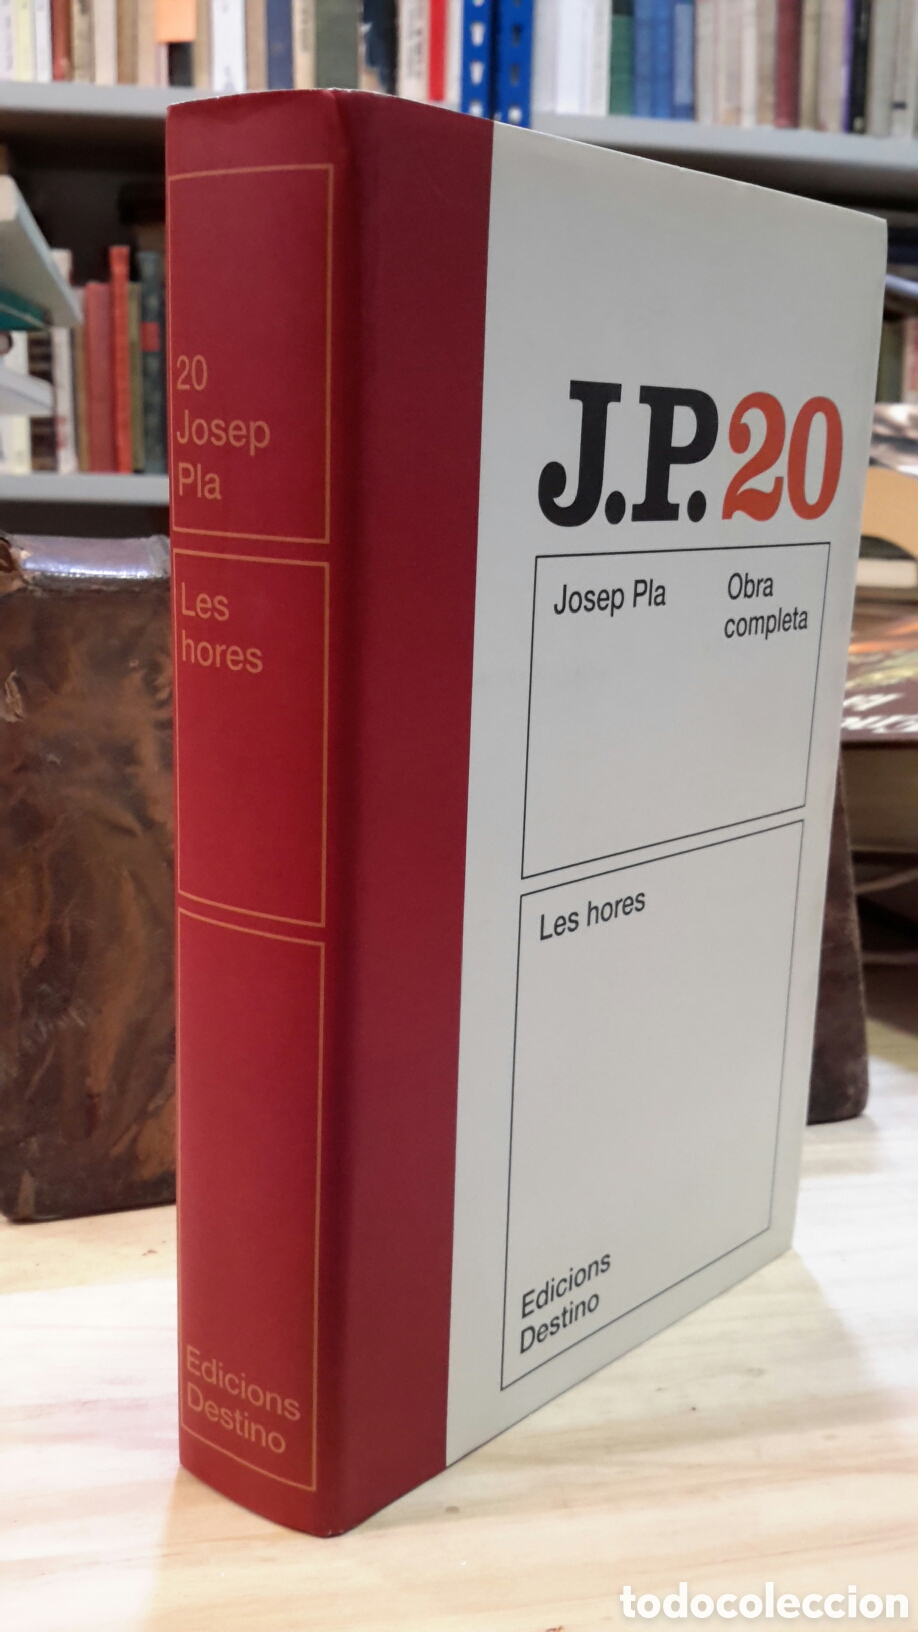 20
Josep
Pla
Les
hores
Edicions
Destino
J.P.20
Josep Pla
Obra
completa
Les hores
Edicions
Destino
todocoleccion